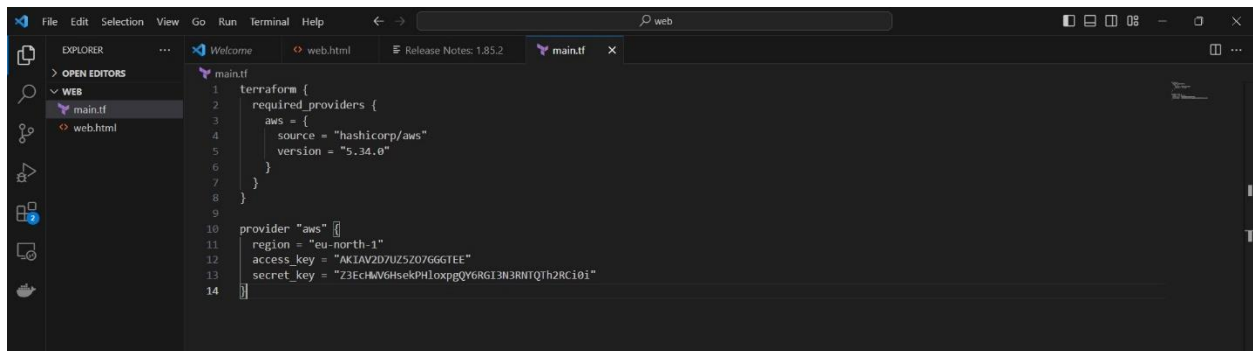 File Edit Selection View Go Run Terminal Help web
EXPLORER
Welcome
web.html
Release Notes: 1.85.2
main.tf
OPEN EDITORS
WEB
main.tf
web.html
2
main.tf
1 terraform {
2 required_providers {
3 aws = {
4 source = "hashicorp/aws"
5 version = "5.34.0"
6 }
7 }
8 }
9
10 provider "aws" {
11 region = "eu-north-1"
12 access_key =
13 secret_key =
14 }